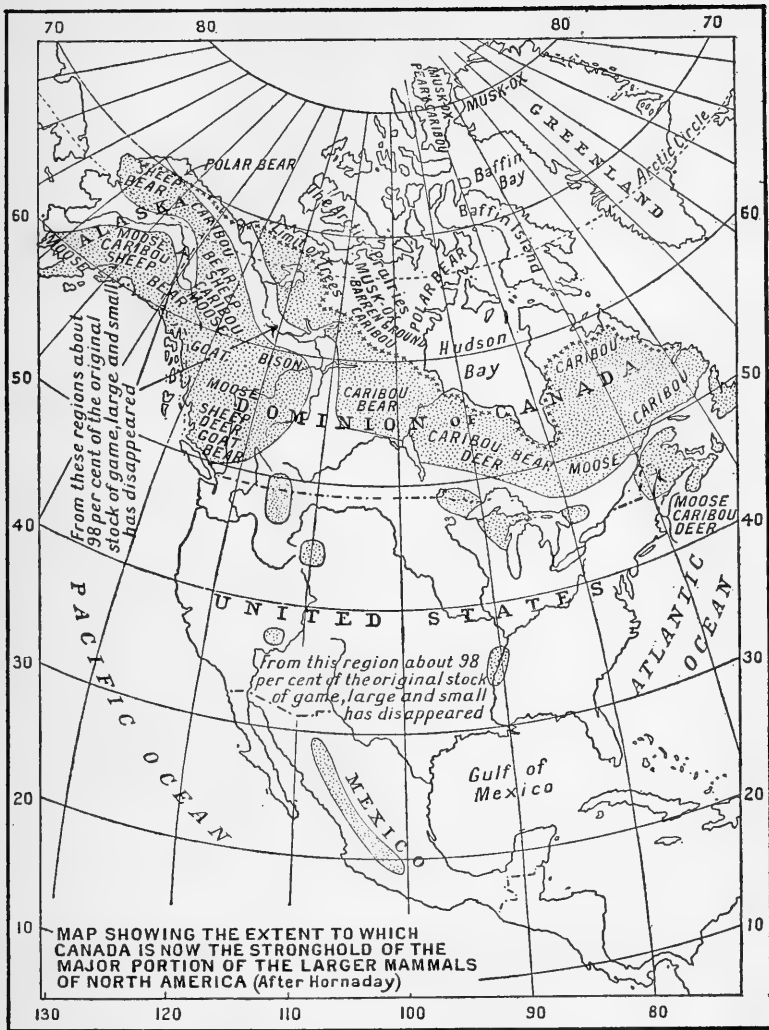 70
80
80
70
MUSK-OX
PEARY CARIBOU
MUSK-OX
GREENLAND
Arctic Circle
POLAR BEAR
SHEEP
BEAR
Baffin
Bay
Baffin Island
60
60
ALASKA
CARIBOU
BEAR
SHEEP
CARIBOU
MOOSE
Limit of Trees
The Arctic Prairies
MUSK-OX
BARREN GROUND
CARIBOU
POLAR BEAR
MOOSE
CARIBOU
SHEEP
MOOSE
BEAR
Hudson
Bay
50
50
GOAT
BISON
MOOSE
SHEEP
DEER
GOAT
BEAR
CARIBOU
BEAR
CARIBOU
CARIBOU
DOMINION OF CANADA
CARIBOU
DEER
BEAR
MOOSE
MOOSE
CARIBOU
DEER
From these regions about
98 per cent of the original
stock of game, large and small
has disappeared
40
40
PACIFIC OCEAN
UNITED STATES
ATLANTIC
OCEAN
From this region about 98
per cent of the original stock
of game, large and small
has disappeared
30
30
MEXICO
Gulf of
Mexico
20
20
10
10
MAP SHOWING THE EXTENT TO WHICH
CANADA IS NOW THE STRONGHOLD OF THE
MAJOR PORTION OF THE LARGER MAMMALS
OF NORTH AMERICA (After Hornaday)
130
120
110
100
90
80